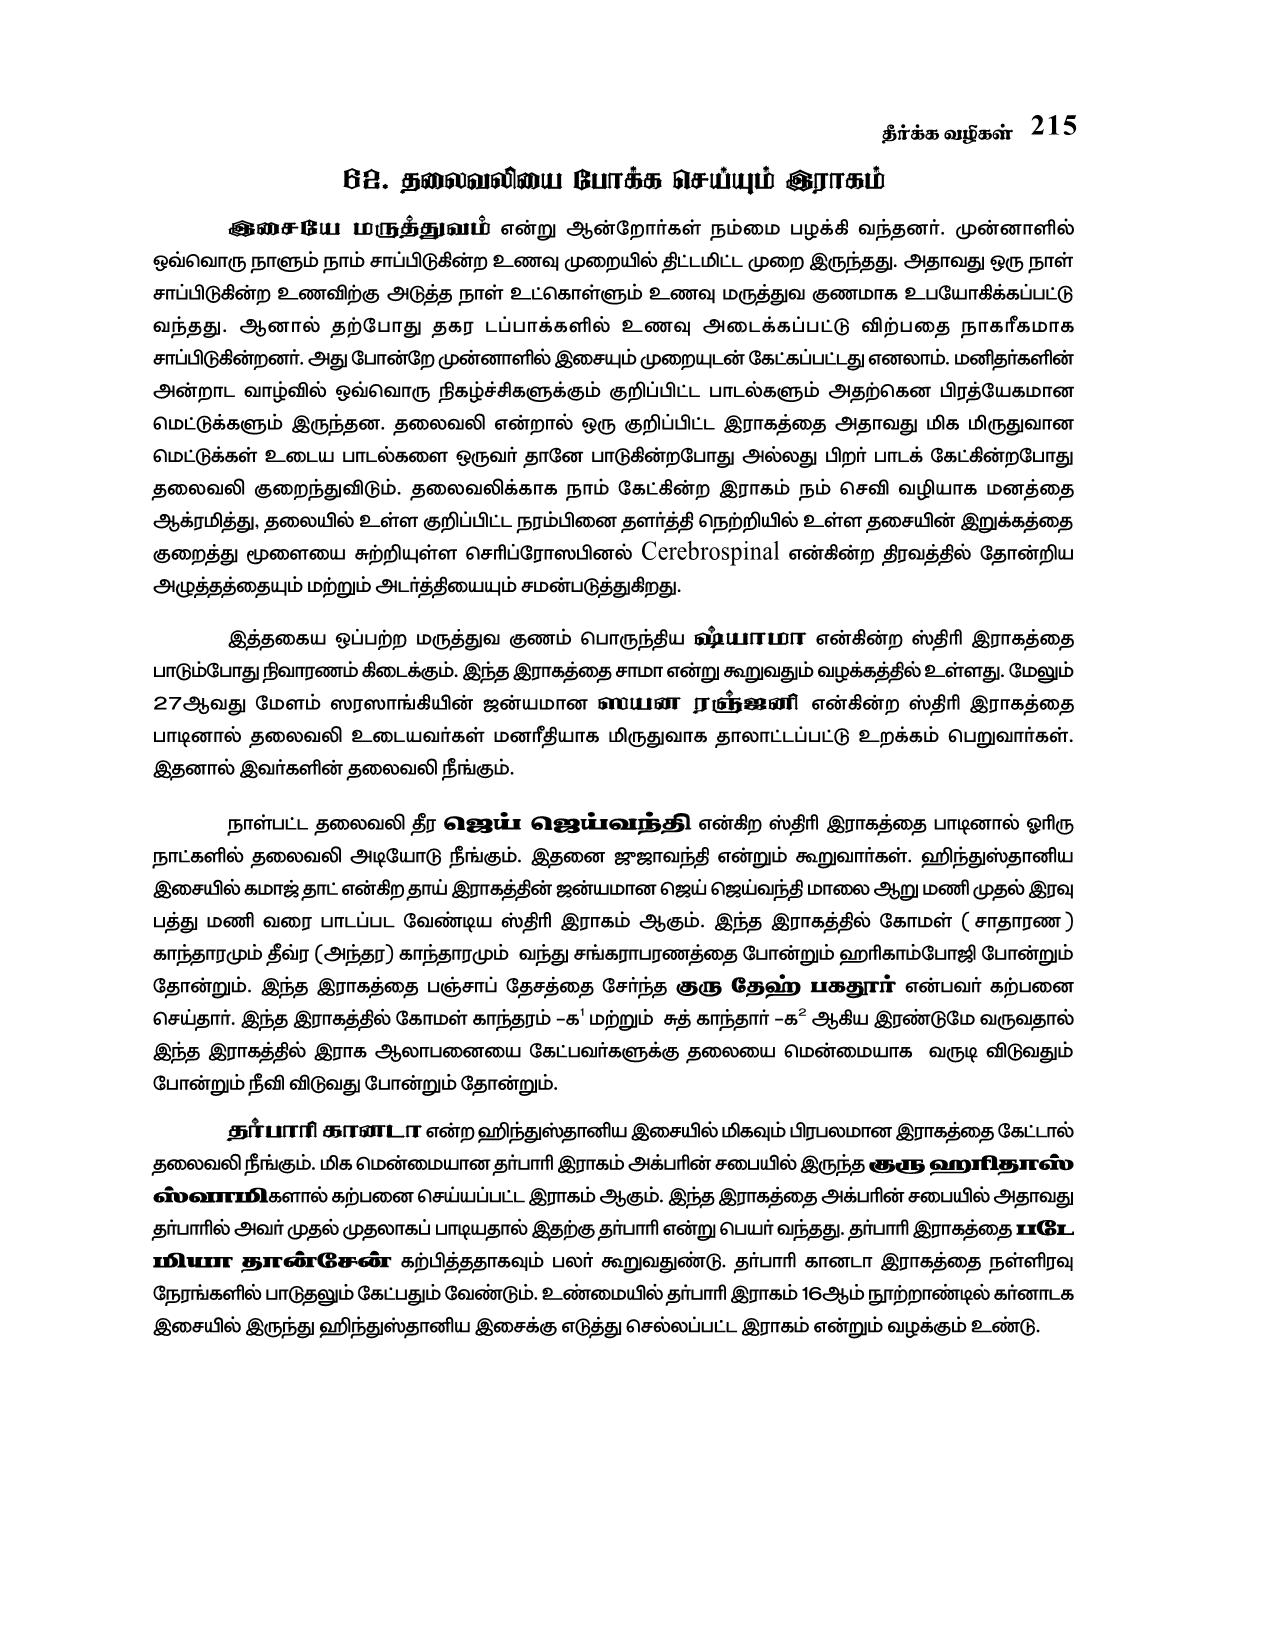 தீர்க்க வழிகள் 215
62. தலைவலியை போக்க செய்யும் இராகம்
இசையே மருத்துவம் என்று ஆன்றோர்கள் நம்மை பழக்கி வந்தனர். முன்னாளில்
ஒவ்வொரு நாளும் நாம் சாப்பிடுகின்ற உணவு முறையில் திட்டமிட்ட முறை இருந்தது. அதாவது ஒரு நாள்
சாப்பிடுகின்ற உணவிற்கு அடுத்த நாள் உட்கொள்ளும் உணவு மருத்துவ குணமாக உபயோகிக்கப்பட்டு
வந்தது. ஆனால் தற்போது தகர டப்பாக்களில் உணவு அடைக்கப்பட்டு விற்பதை நாகரீகமாக
சாப்பிடுகின்றனர். அது போன்றே முன்னாளில் இசையும் முறையுடன் கேட்கப்பட்டது எனலாம். மனிதர்களின்
அன்றாட வாழ்வில் ஒவ்வொரு நிகழ்ச்சிகளுக்கும் குறிப்பிட்ட பாடல்களும் அதற்கென பிரத்யேகமான
மெட்டுக்களும் இருந்தன. தலைவலி என்றால் ஒரு குறிப்பிட்ட இராகத்தை அதாவது மிக மிருதுவான
மெட்டுக்கள் உடைய பாடல்களை ஒருவர் தானே பாடுகின்றபோது அல்லது பிறர் பாடக் கேட்கின்றபோது
தலைவலி குறைந்துவிடும். தலைவலிக்காக நாம் கேட்கின்ற இராகம் நம் செவி வழியாக மனத்தை
ஆக்ரமித்து, தலையில் உள்ள குறிப்பிட்ட நரம்பினை தளர்த்தி நெற்றியில் உள்ள தசையின் இறுக்கத்தை
குறைத்து மூளையை சுற்றியுள்ள செரிப்ரோஸபினல் Cerebrospinal என்கின்ற திரவத்தில் தோன்றிய
அழுத்தத்தையும் மற்றும் அடர்த்தியையும் சமன்படுத்துகிறது.
இத்தகைய ஒப்பற்ற மருத்துவ குணம் பொருந்திய ஷ்யாமா என்கின்ற ஸ்திரி இராகத்தை
பாடும்போது நிவாரணம் கிடைக்கும். இந்த இராகத்தை சாமா என்று கூறுவதும் வழக்கத்தில் உள்ளது. மேலும்
27ஆவது மேளம் ஸரஸாங்கியின் ஜன்யமான ஸயன ரஞ்ஜனி என்கின்ற ஸ்திரி இராகத்தை
பாடினால் தலைவலி உடையவர்கள் மனரீதியாக மிருதுவாக தாலாட்டப்பட்டு உறக்கம் பெறுவார்கள்.
இதனால் இவர்களின் தலைவலி நீங்கும்.
நாள்பட்ட தலைவலி தீர ஜெய் ஜெய்வந்தி என்கிற ஸ்திரி இராகத்தை பாடினால் ஓரிரு
நாட்களில் தலைவலி அடியோடு நீங்கும். இதனை ஜுஜாவந்தி என்றும் கூறுவார்கள். ஹிந்துஸ்தானிய
இசையில் கமாஜ் தாட் என்கிற தாய் இராகத்தின் ஜன்யமான ஜெய் ஜெய்வந்தி மாலை ஆறு மணி முதல் இரவு
பத்து மணி வரை பாடப்பட வேண்டிய ஸ்திரி இராகம் ஆகும். இந்த இராகத்தில் கோமள் ( சாதாரண )
காந்தாரமும் தீவ்ர (அந்தர) காந்தாரமும் வந்து சங்கராபரணத்தை போன்றும் ஹரிகாம்போஜி போன்றும்
தோன்றும். இந்த இராகத்தை பஞ்சாப் தேசத்தை சேர்ந்த குரு தேஹ் பகதூர் என்பவர் கற்பனை
செய்தார். இந்த இராகத்தில் கோமள் காந்தரம் –க¹ மற்றும் சுத் காந்தார் –க² ஆகிய இரண்டுமே வருவதால்
இந்த இராகத்தில் இராக ஆலாபனையை கேட்பவர்களுக்கு தலையை மென்மையாக வருடி விடுவதும்
போன்றும் நீவி விடுவது போன்றும் தோன்றும்.
தர்பாரி கானடா என்ற ஹிந்துஸ்தானிய இசையில் மிகவும் பிரபலமான இராகத்தை கேட்டால்
தலைவலி நீங்கும். மிக மென்மையான தர்பாரி இராகம் அக்பரின் சபையில் இருந்த குரு ஹரிதாஸ்
ஸ்வாமிகளால் கற்பனை செய்யப்பட்ட இராகம் ஆகும். இந்த இராகத்தை அக்பரின் சபையில் அதாவது
தர்பாரில் அவர் முதல் முதலாகப் பாடியதால் இதற்கு தர்பாரி என்று பெயர் வந்தது. தர்பாரி இராகத்தை படே
மியா தான்சேன் கற்பித்ததாகவும் பலர் கூறுவதுண்டு. தர்பாரி கானடா இராகத்தை நள்ளிரவு
நேரங்களில் பாடுதலும் கேட்பதும் வேண்டும். உண்மையில் தர்பாரி இராகம் 16ஆம் நூற்றாண்டில் கர்னாடக
இசையில் இருந்து ஹிந்துஸ்தானிய இசைக்கு எடுத்து செல்லப்பட்ட இராகம் என்றும் வழக்கும் உண்டு.